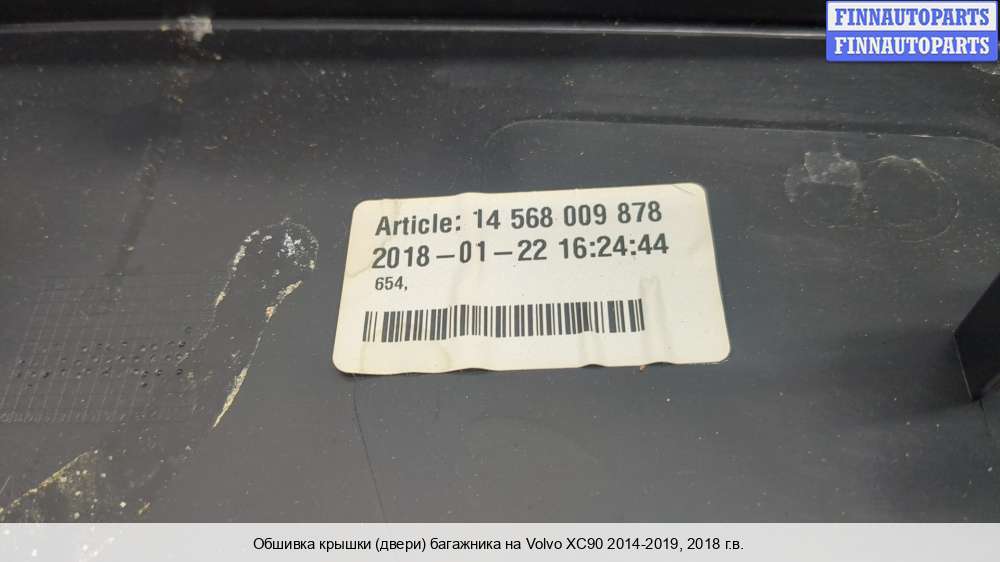 FINNAUTOPARTS
FINNAUTOPARTS
Article: 14 568 009 878
2018-01-22 16:24:44
654,
Обшивка крышки (двери) багажника на Volvo XC90 2014-2019, 2018 г.в.